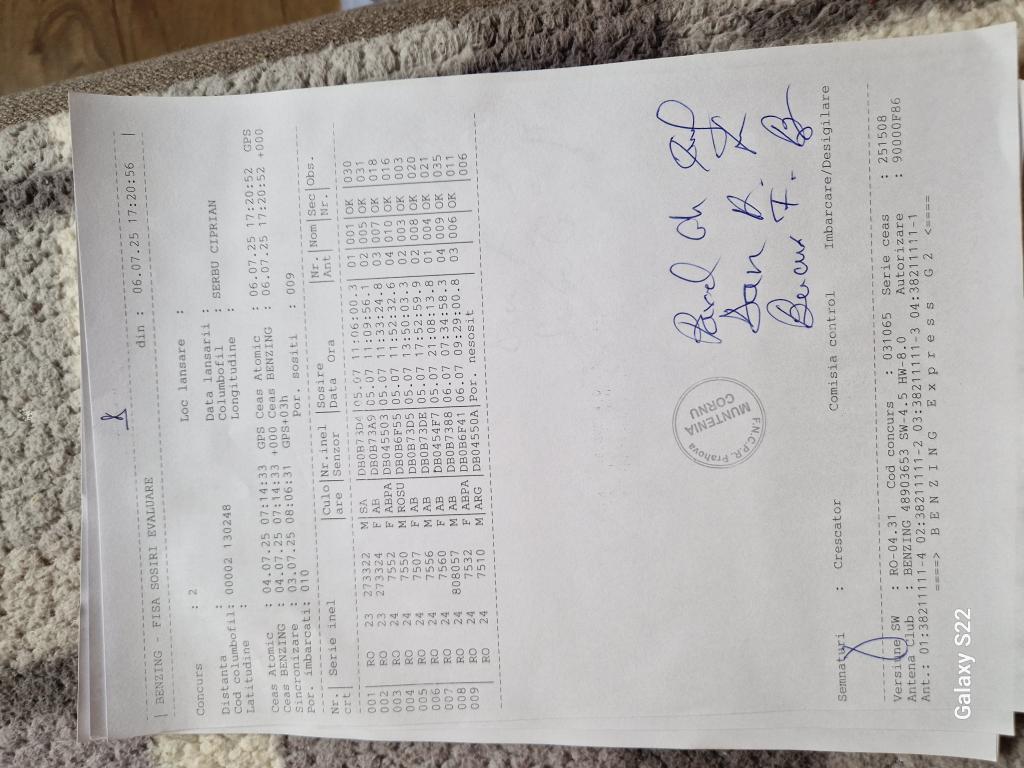 | BENZING - FISA SOSIRI EVALUARE din : 06.07.25 17:20:56 |
Concurs : 2 Loc lansare :
Distanta : Data lansarii :
Cod columbofil: 00002 130248 Columbofil : SERBU CIPRIAN
Latitudine : Longitudine :
Ceas Atomic : 04.07.25 07:14:33 GPS Ceas Atomic : 06.07.25 17:20:52 GPS
Ceas BENZING : 04.07.25 07:14:33 +000 Ceas BENZING : 06.07.25 17:20:52 +000
Sincronizare : 03.07.25 08:06:31 GPS+03h
Por. imbarcati: 010 Por. sositi : 009
Nr.| Serie inel |Culo|Nr.inel |Sosire |Nr. Nom|Sec|Obs.
crt| are | Senzor |Data Ora |Ant |Nr.|
001 | RO 23 273322 M SA |DB0B73D4|05.07 11:06:00.3| 01 001|OK | 030
002 | RO 23 273324 F AB |DB0B73A9|05.07 11:09:56.1| 02 005|OK | 031
003 | RO 24 7552 F ABPA|DB045503|05.07 11:33:24.8| 03 007|OK | 018
004 | RO 24 7550 M ROSU|DB0B6F55|05.07 11:52:32.6| 04 010|OK | 016
005 | RO 24 7507 F AB |DB0B73D5|05.07 13:50:03.3| 02 003|OK | 003
006 | RO 24 7556 M AB |DB0B73DE|05.07 17:52:59.9| 02 008|OK | 020
007 | RO 24 7560 F AB |DB0454F7|05.07 21:08:13.8| 01 004|OK | 021
008 | RO 24 808057 M AB |DB0B7388|06.07 07:34:58.3| 04 009|OK | 035
009 | RO 24 7532 F ABPA|DB0B6F41|06.07 09:29:00.8| 03 006|OK | 011
RO 24 7510 M ARG |DB04550A|Por. nesosit | 006
F.N.C.P.R. Prahova
MUNTENIA
CORNU
Pavel Gh
Dan D.
Bercu F.
Semnaturi : Crescator Comisia control Imbarcare/Desigilare
Versiune SW : RO-04.31 Cod concurs : 031065 Serie ceas : 251508
Antena Club : BENZING 48903653 SW-4.5 HW-8.0 Autorizare : 90000F86
Ant.: 01:38211111-4 02:38211111-2 03:38211111-3 04:38211111-1
====> B E N Z I N G E x p r e s s G 2 <====
Galaxy S22